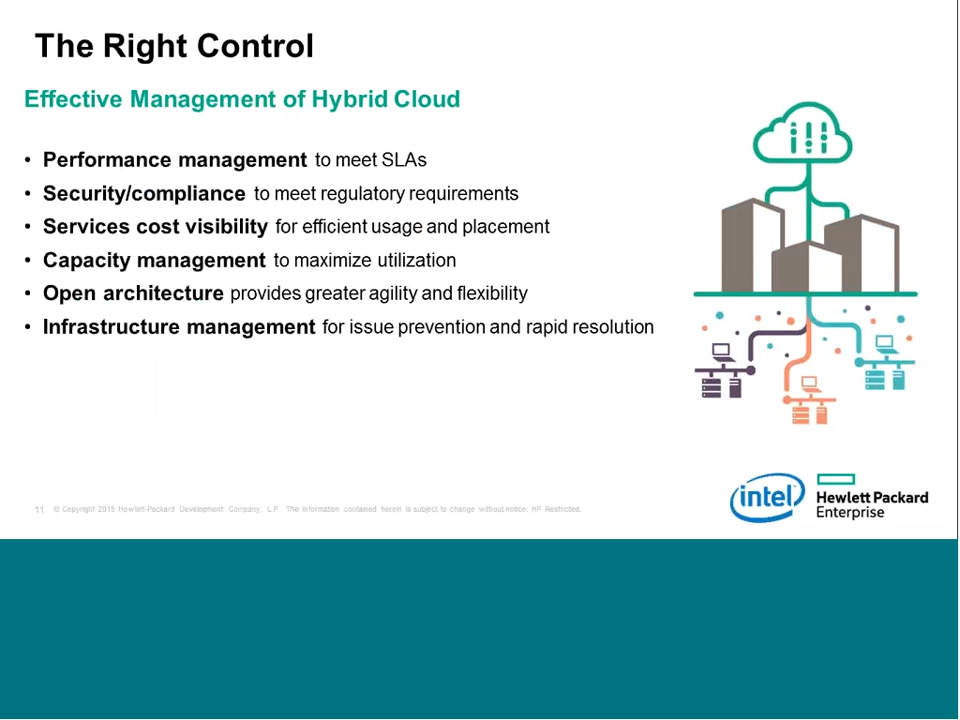 The Right Control
Effective Management of Hybrid Cloud
• Performance management to meet SLAs
• Security/compliance to meet regulatory requirements
• Services cost visibility for efficient usage and placement
• Capacity management to maximize utilization
• Open architecture provides greater agility and flexibility
• Infrastructure management for issue prevention and rapid resolution
11 © Copyright 2015 Hewlett-Packard Development Company, L.P. The information contained herein is subject to change without notice. HP Restricted.
intel
Hewlett Packard
Enterprise